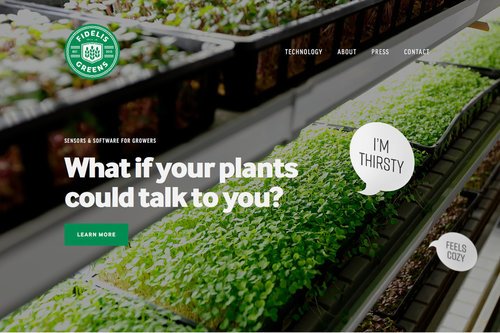 FIDELIS
GREENS
TECHNOLOGY ABOUT PRESS CONTACT
SENSORS & SOFTWARE FOR GROWERS
What if your plants
could talk to you?
LEARN MORE
I'M
THIRSTY
FEELS
COZY